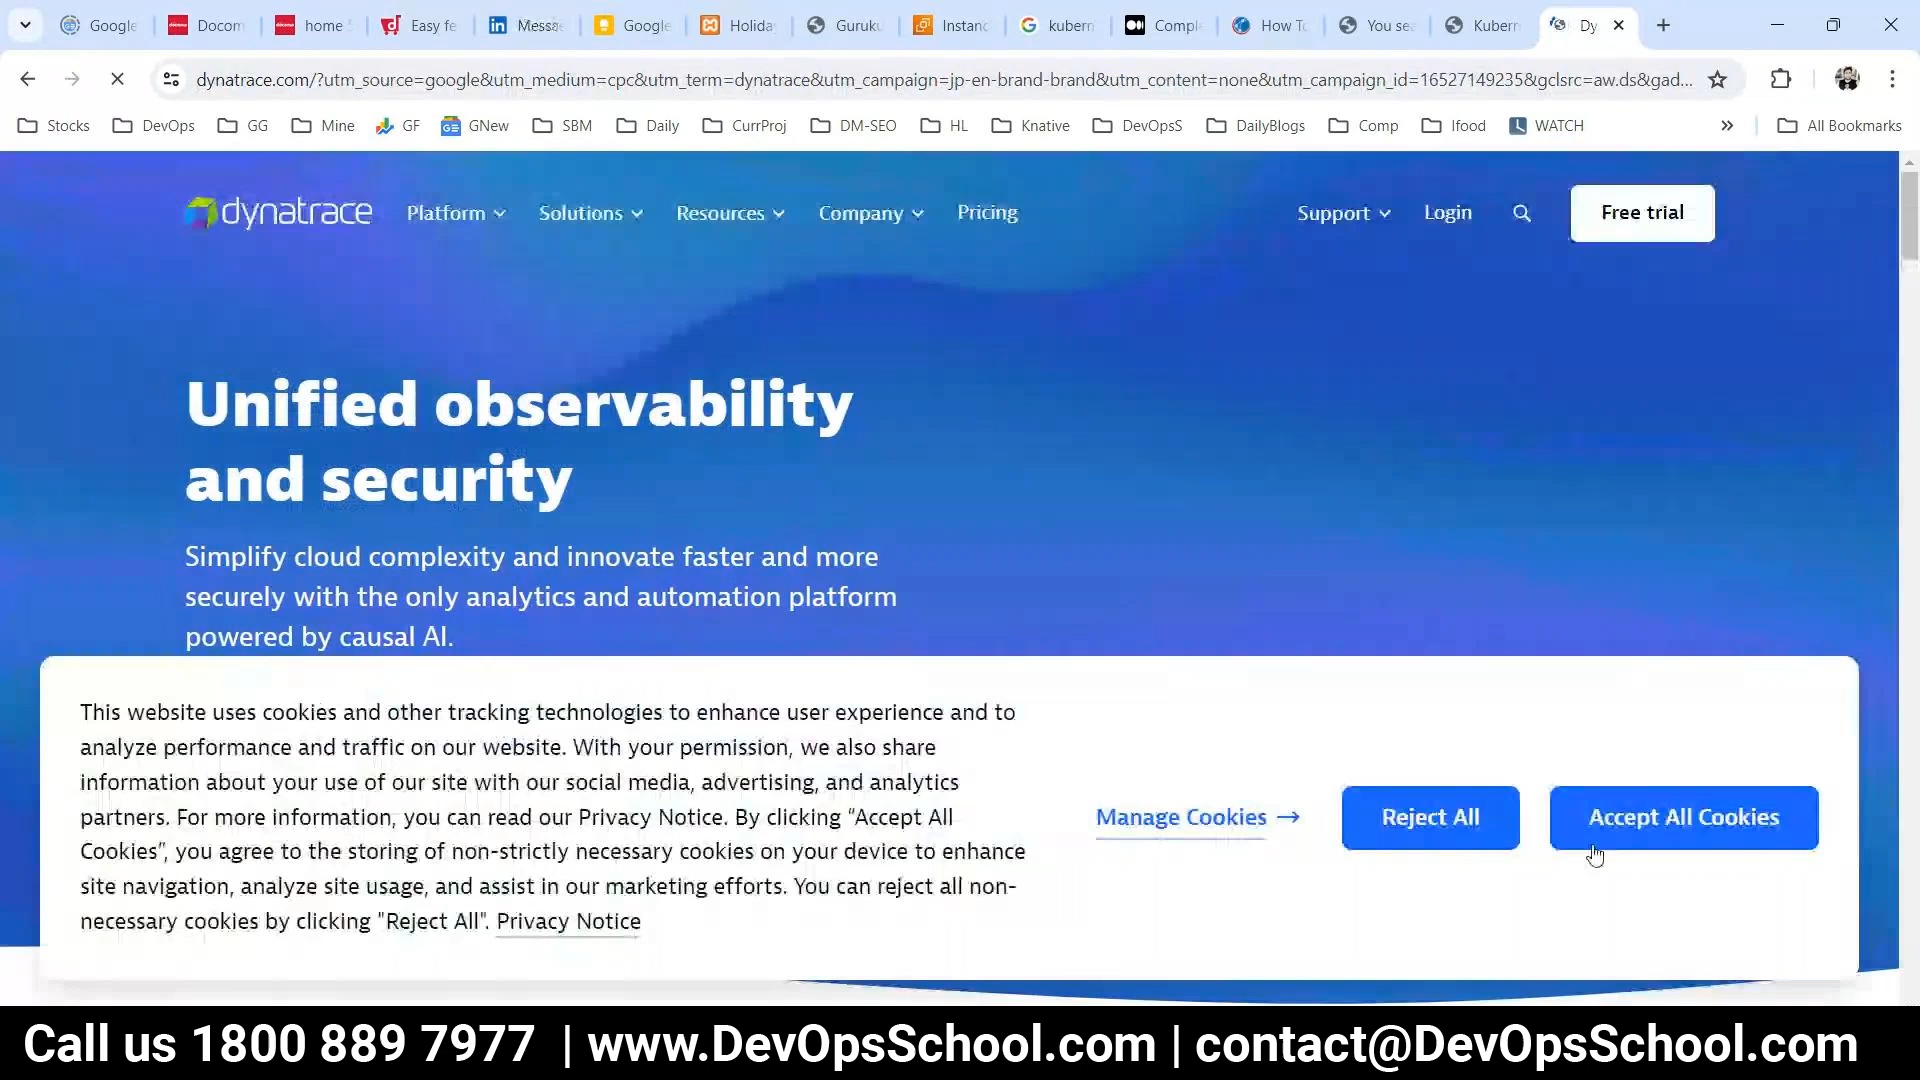 Google
Docom
home
Easy fe
Messa
Google
Holida
Guruku
Instanc
kubern
Compl
How To
You sea
Kubern
Dy
dynatrace.com/?utm_source=google&utm_medium=cpc&utm_term=dynatrace&utm_campaign=jp-en-brand-brand&utm_content=none&utm_campaign_id=16527149235&gclsrc=aw.ds&gad...
Stocks DevOps GG Mine GF GNew SBM Daily CurrProj DM-SEO HL Knative DevOpsS DailyBlogs Comp Ifood WATCH All Bookmarks
dynatrace Platform Solutions Resources Company Pricing Support Login Free trial
Unified observability
and security
Simplify cloud complexity and innovate faster and more
securely with the only analytics and automation platform
powered by causal AI.
This website uses cookies and other tracking technologies to enhance user experience and to
analyze performance and traffic on our website. With your permission, we also share
information about your use of our site with our social media, advertising, and analytics
partners. For more information, you can read our Privacy Notice. By clicking “Accept All
Cookies”, you agree to the storing of non-strictly necessary cookies on your device to enhance
site navigation, analyze site usage, and assist in our marketing efforts. You can reject all non-
necessary cookies by clicking "Reject All". Privacy Notice
Manage Cookies →
Reject All
Accept All Cookies
Call us 1800 889 7977 | www.DevOpsSchool.com | contact@DevOpsSchool.com